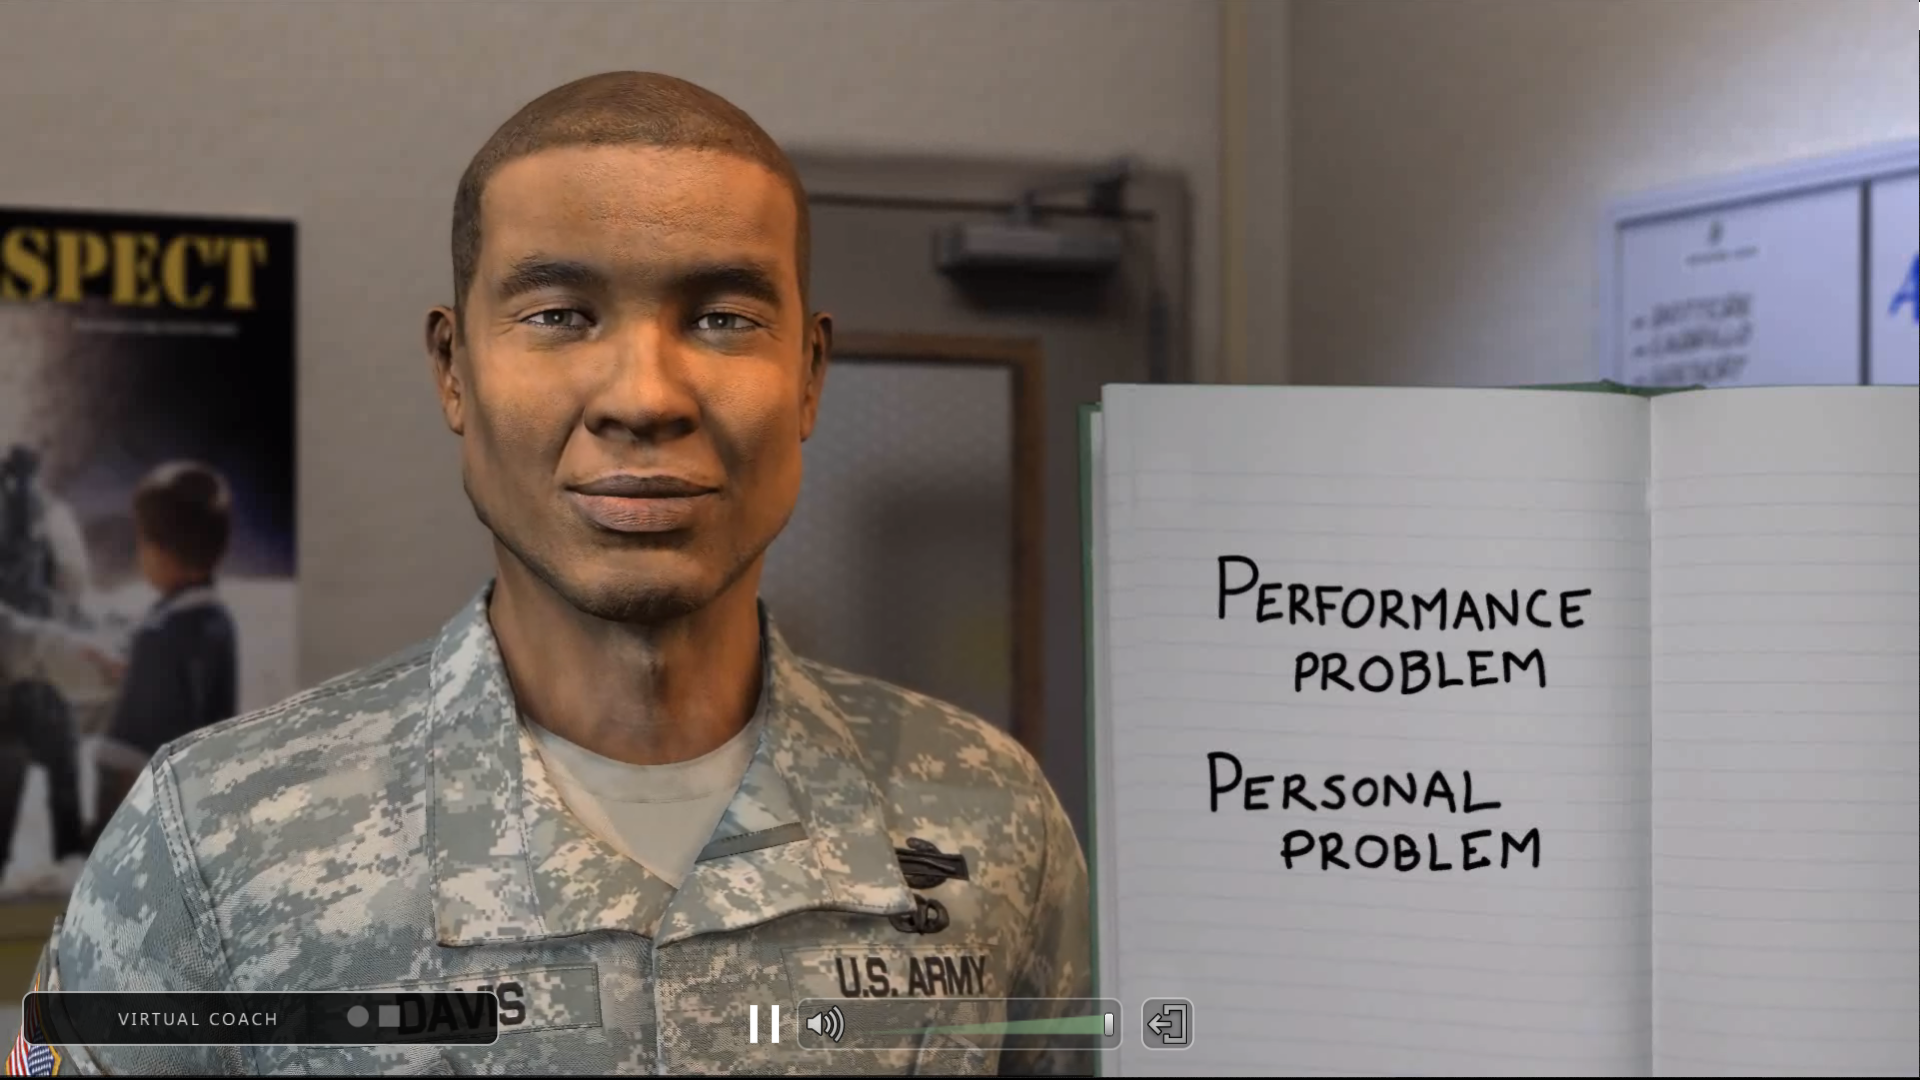 SPECT
PERFORMANCE
PROBLEM
PERSONAL
PROBLEM
U.S. ARMY
DAVIS
VIRTUAL COACH